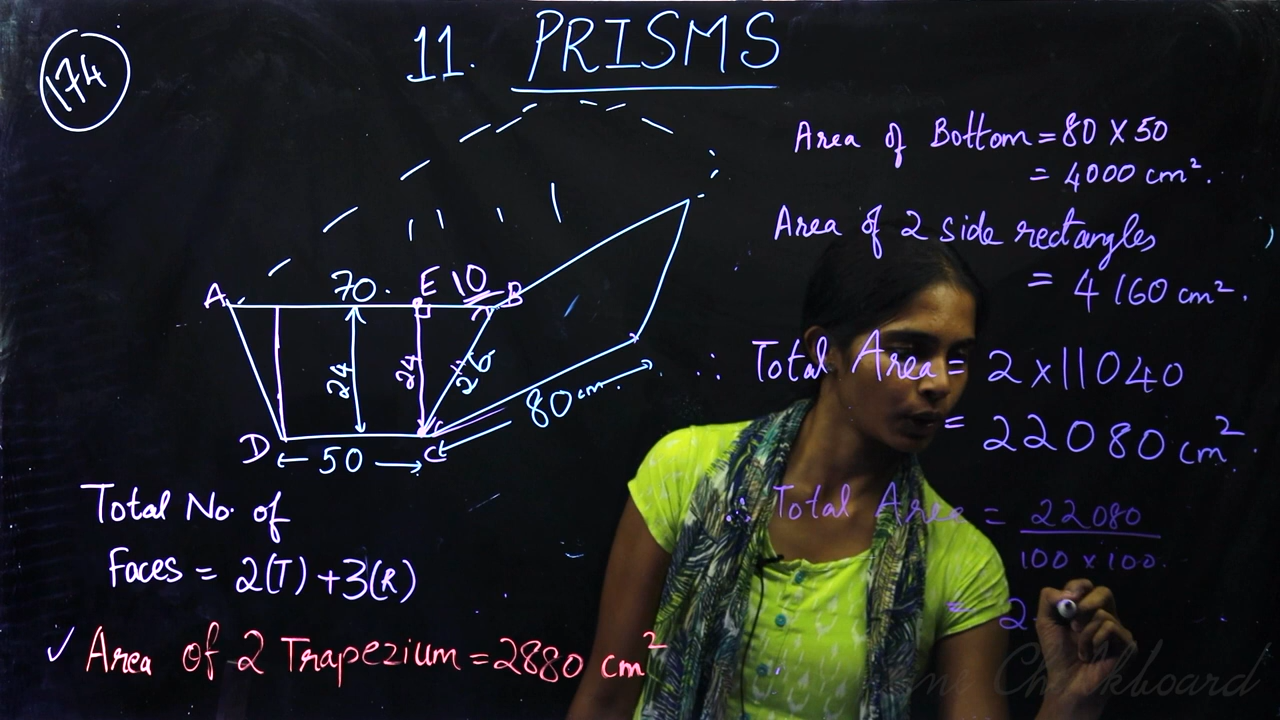 174
11. PRISMS
A 70. E 10 B
24 24 26
D 50 C
80 cm.
Total No. of
Faces = 2(T) + 3(R)
✓ Area of 2 Trapezium = 2880 cm²
Area of Bottom = 80 X 50
= 4000 cm².
Area of 2 side rectangles
= 4160 cm².
∴ Total Area = 2 x 11040
= 22080 cm².
∴ Total Area = 22080
100 x 100.
= 2
Chalkboard